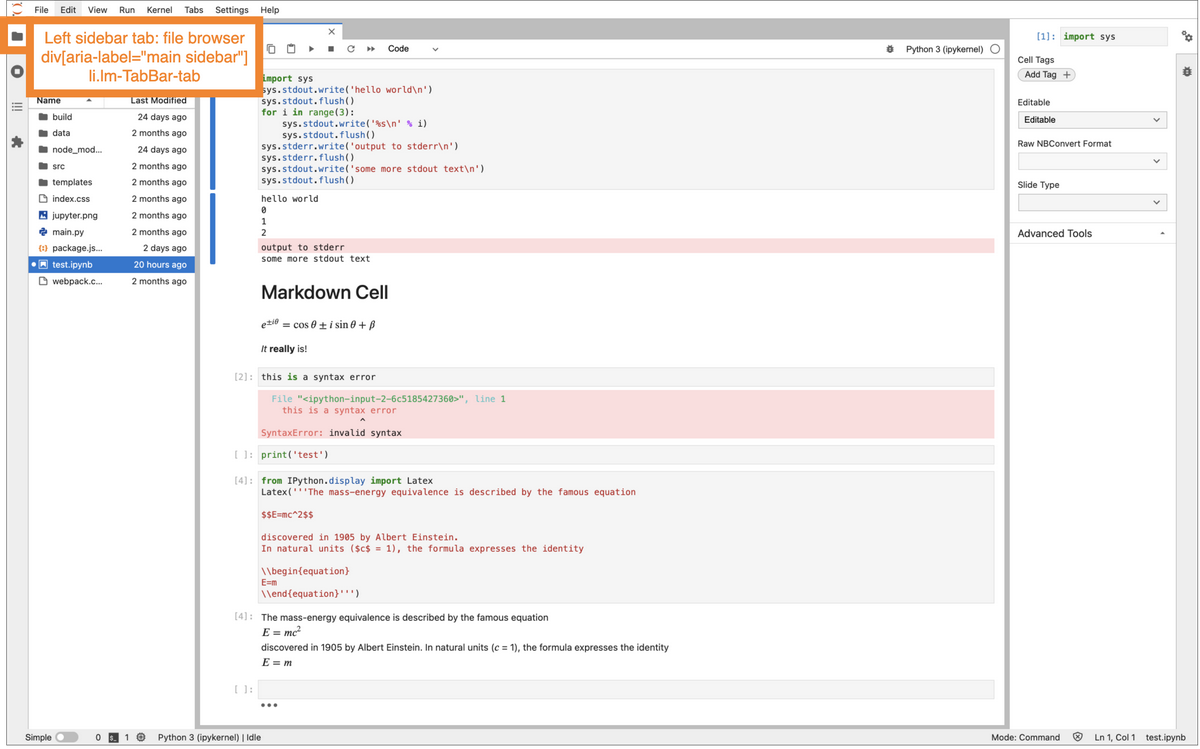 File Edit View Run Kernel Tabs Settings Help
Left sidebar tab: file browser
div[aria-label="main sidebar"]
li.lm-TabBar-tab
Name Last Modified
build 24 days ago
data 2 months ago
node_mod... 24 days ago
src 2 months ago
templates 2 months ago
index.css 2 months ago
jupyter.png 2 months ago
main.py 2 months ago
package.js... 2 days ago
test.ipynb 20 hours ago
webpack.c... 2 months ago
Code Python 3 (ipykernel)
import sys
sys.stdout.write('hello world\n')
sys.stdout.flush()
for i in range(3):
    sys.stdout.write('%s\n' % i)
    sys.stdout.flush()
sys.stderr.write('output to stderr\n')
sys.stderr.flush()
sys.stdout.write('some more stdout text\n')
sys.stdout.flush()
hello world
0
1
2
output to stderr
some more stdout text
Markdown Cell
e±iθ = cos θ ± i sin θ + β
It really is!
[2]: this is a syntax error
File "<ipython-input-2-6c5185427360>", line 1
this is a syntax error
^
SyntaxError: invalid syntax
[ ]: print('test')
[4]: from IPython.display import Latex
Latex('''The mass-energy equivalence is described by the famous equation
$$E=mc^2$$
discovered in 1905 by Albert Einstein.
In natural units ($c$ = 1), the formula expresses the identity
\\begin{equation}
E=m
\\end{equation}''')
[4]: The mass-energy equivalence is described by the famous equation
E = mc²
discovered in 1905 by Albert Einstein. In natural units (c = 1), the formula expresses the identity
E = m
[ ]:
[1]: import sys
Cell Tags
Add Tag +
Editable
Editable
Raw NBConvert Format
Slide Type
Advanced Tools
Simple 0 1 Python 3 (ipykernel) | Idle Mode: Command Ln 1, Col 1 test.ipynb